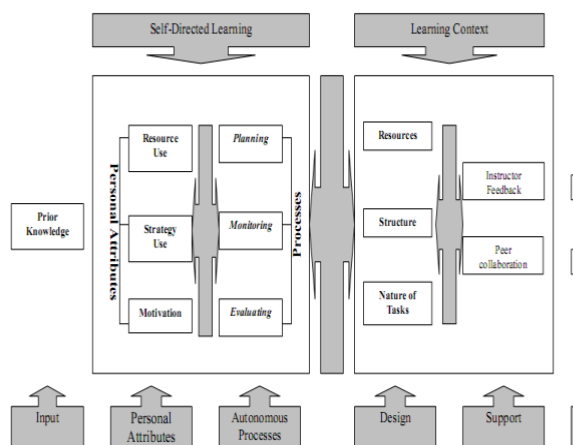 Self-Directed Learning
Learning Context
Prior
Knowledge
Personal Attributes
Resource
Use
Strategy
Use
Motivation
Planning
Monitoring
Evaluating
Processes
Resources
Structure
Nature of
Tasks
Instructor
Feedback
Peer
collaboration
Input
Personal
Attributes
Autonomous
Processes
Design
Support